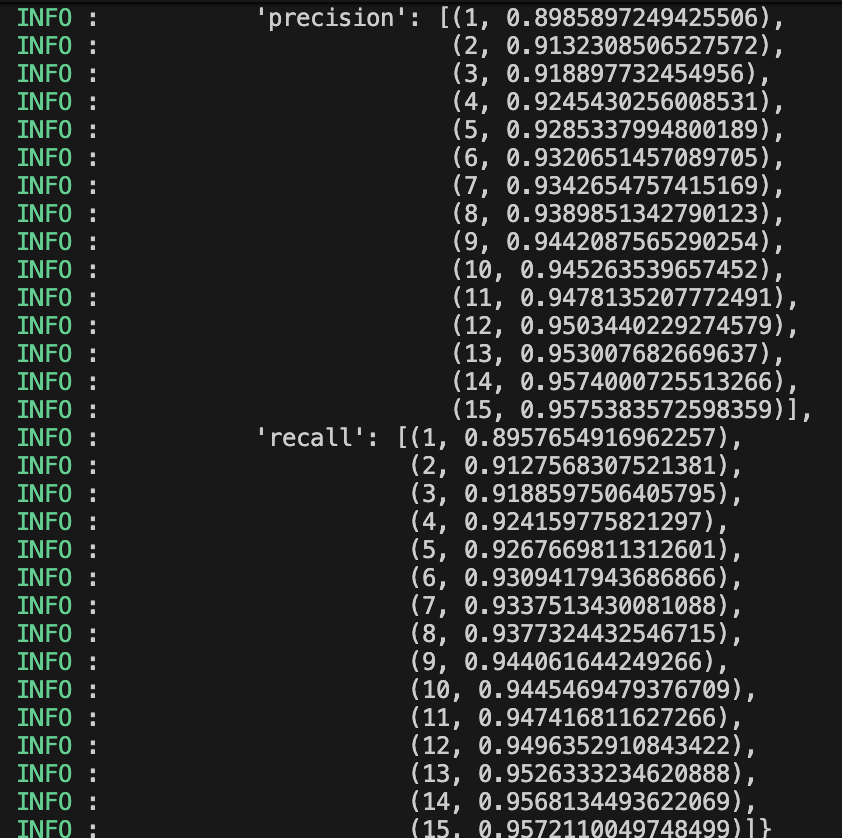 INFO :          'precision': [(1, 0.8985897249425506),
INFO :                        (2, 0.9132308506527572),
INFO :                        (3, 0.918897732454956),
INFO :                        (4, 0.9245430256008531),
INFO :                        (5, 0.9285337994800189),
INFO :                        (6, 0.9320651457089705),
INFO :                        (7, 0.9342654757415169),
INFO :                        (8, 0.9389851342790123),
INFO :                        (9, 0.9442087565290254),
INFO :                        (10, 0.945263539657452),
INFO :                        (11, 0.9478135207772491),
INFO :                        (12, 0.9503440229274579),
INFO :                        (13, 0.953007682669637),
INFO :                        (14, 0.9574000725513266),
INFO :                        (15, 0.9575383572598359)],
INFO :          'recall': [(1, 0.8957654916962257),
INFO :                     (2, 0.9127568307521381),
INFO :                     (3, 0.9188597506405795),
INFO :                     (4, 0.924159775821297),
INFO :                     (5, 0.9267669811312601),
INFO :                     (6, 0.9309417943686866),
INFO :                     (7, 0.9337513430081088),
INFO :                     (8, 0.9377324432546715),
INFO :                     (9, 0.944061644249266),
INFO :                     (10, 0.9445469479376709),
INFO :                     (11, 0.947416811627266),
INFO :                     (12, 0.9496352910843422),
INFO :                     (13, 0.9526333234620888),
INFO :                     (14, 0.9568134493622069),
INFO :                     (15, 0.9572110049748499)]}